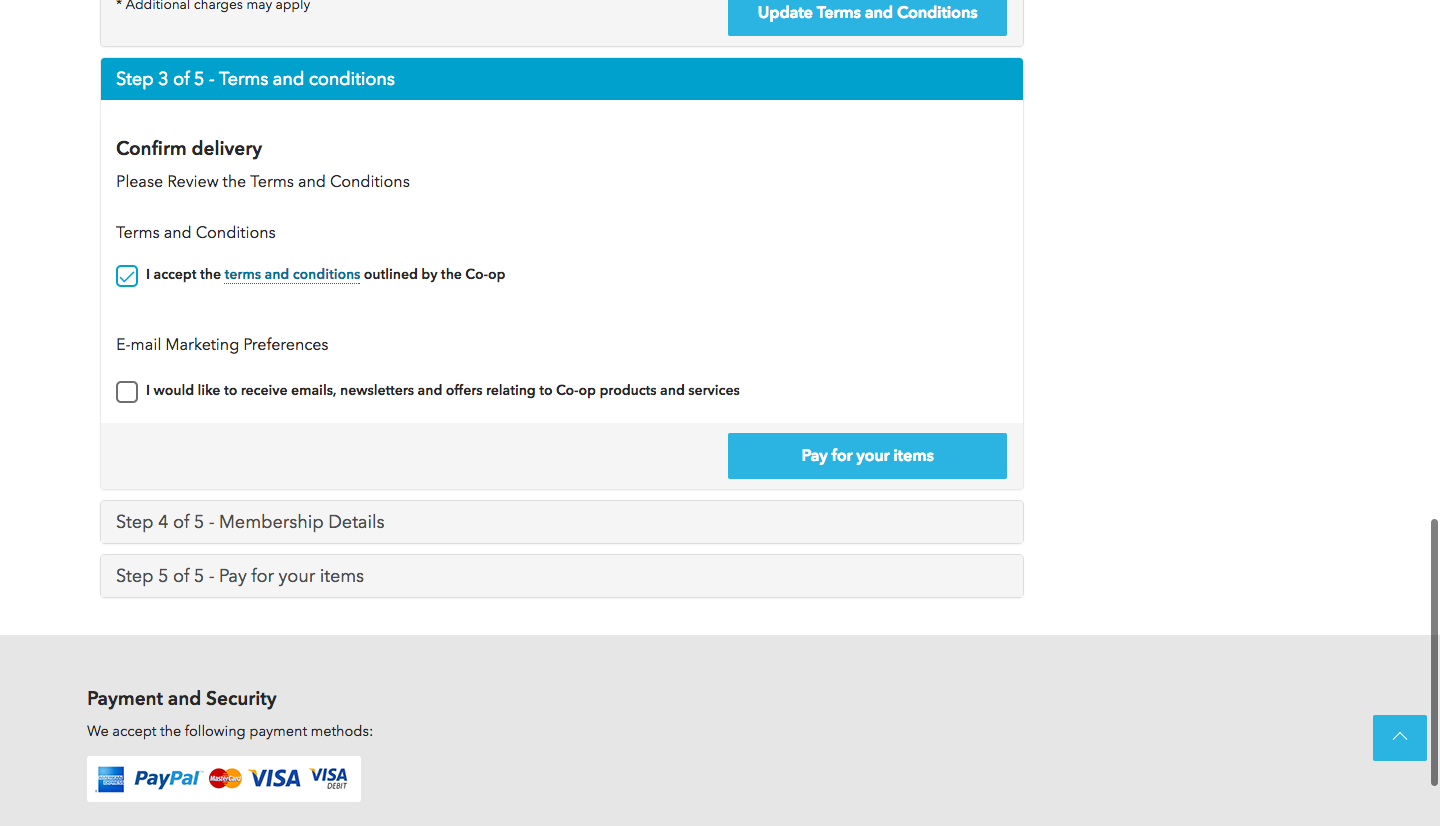 * Additional charges may apply
Update Terms and Conditions
Step 3 of 5 - Terms and conditions
Confirm delivery
Please Review the Terms and Conditions
Terms and Conditions
I accept the terms and conditions outlined by the Co-op
E-mail Marketing Preferences
I would like to receive emails, newsletters and offers relating to Co-op products and services
Pay for your items
Step 4 of 5 - Membership Details
Step 5 of 5 - Pay for your items
Payment and Security
We accept the following payment methods:
AMERICAN EXPRESS PayPal MasterCard VISA VISA DEBIT